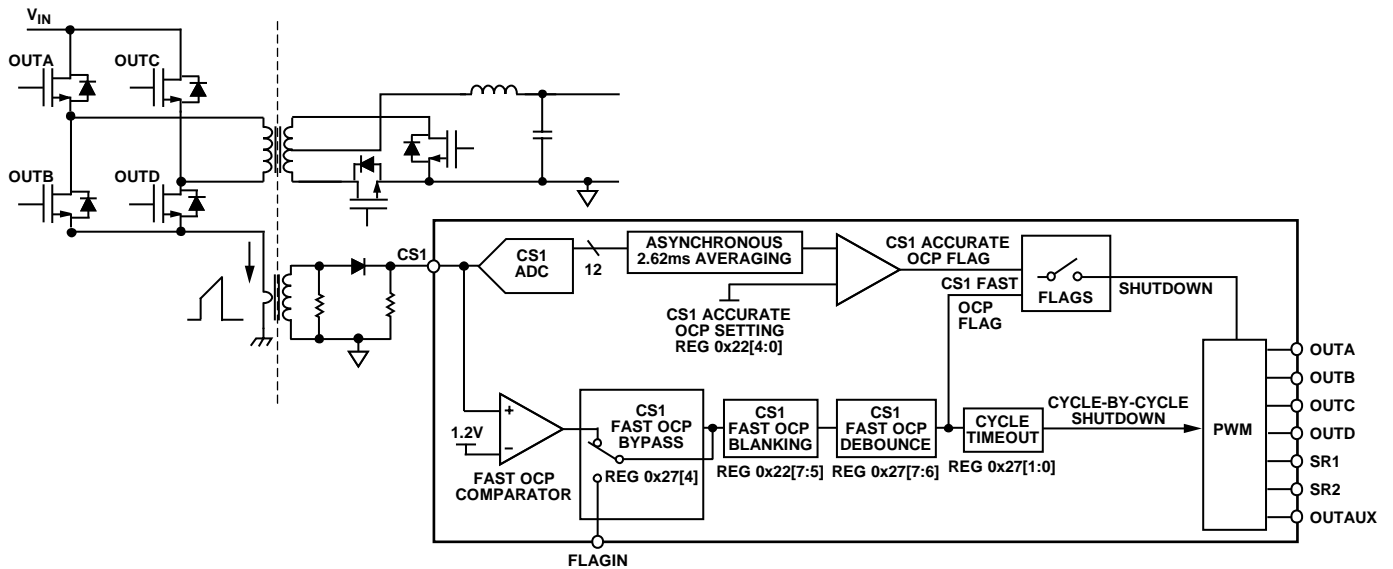 VIN
OUTA
OUTC
OUTB
OUTD
CS1
CS1
ADC
12
ASYNCHRONOUS
2.62ms AVERAGING
CS1 ACCURATE
OCP SETTING
REG 0x22[4:0]
CS1 ACCURATE
OCP FLAG
CS1 FAST
OCP
FLAG
FLAGS
SHUTDOWN
1.2V
+
−
FAST OCP
COMPARATOR
CS1
FAST OCP
BYPASS
REG 0x27[4]
FLAGIN
CS1
FAST OCP
BLANKING
REG 0x22[7:5]
CS1
FAST OCP
DEBOUNCE
REG 0x27[7:6]
CYCLE
TIMEOUT
REG 0x27[1:0]
CYCLE-BY-CYCLE
SHUTDOWN
PWM
OUTA
OUTB
OUTC
OUTD
SR1
SR2
OUTAUX